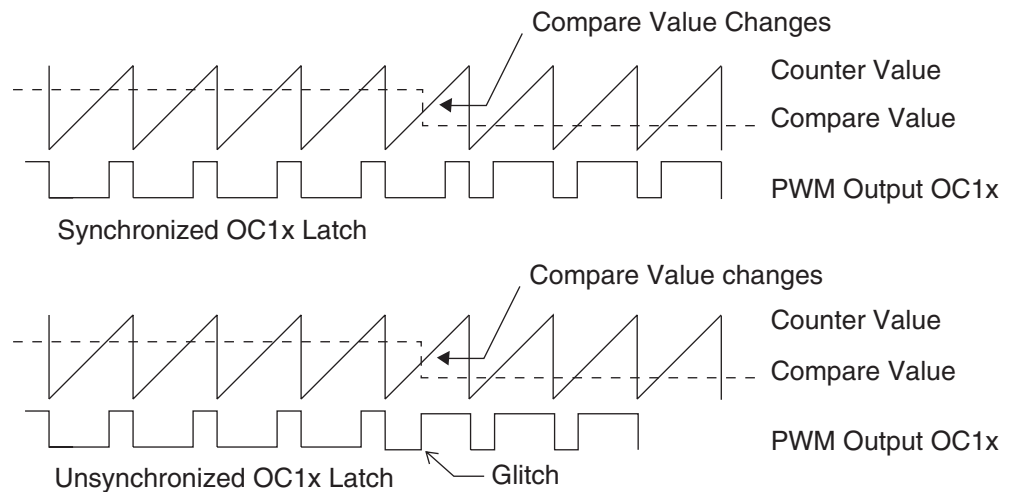 Compare Value Changes
Counter Value
Compare Value
PWM Output OC1x
Synchronized OC1x Latch
Compare Value changes
Counter Value
Compare Value
PWM Output OC1x
Unsynchronized OC1x Latch
Glitch